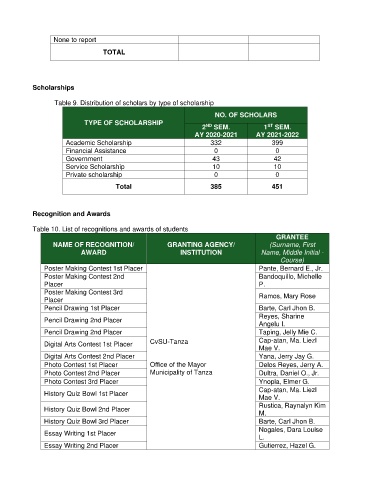 None to report
TOTAL
Scholarships
Table 9. Distribution of scholars by type of scholarship
TYPE OF SCHOLARSHIP
NO. OF SCHOLARS
2ND SEM.
AY 2020-2021
1ST SEM.
AY 2021-2022
Academic Scholarship 332 399
Financial Assistance 0 0
Government 43 42
Service Scholarship 10 10
Private scholarship 0 0
Total 385 451
Recognition and Awards
Table 10. List of recognitions and awards of students
NAME OF RECOGNITION/
AWARD
GRANTING AGENCY/
INSTITUTION
GRANTEE
(Surname, First
Name, Middle Initial -
Course)
Poster Making Contest 1st Placer
Pante, Bernard E., Jr.
Poster Making Contest 2nd
Placer
Bandoquillo, Michelle
P.
Poster Making Contest 3rd
Placer
Ramos, Mary Rose
Pencil Drawing 1st Placer
Barte, Carl Jhon B.
Pencil Drawing 2nd Placer
Reyes, Sharine
Angelu I.
Pencil Drawing 2nd Placer
Taping, Jelly Mie C.
Digital Arts Contest 1st Placer
CvSU-Tanza
Cap-atan, Ma. Liezl
Mae V.
Digital Arts Contest 2nd Placer
Yana, Jerry Jay G.
Photo Contest 1st Placer
Office of the Mayor
Delos Reyes, Jerry A.
Photo Contest 2nd Placer
Municipality of Tanza
Dultra, Daniel O., Jr.
Photo Contest 3rd Placer
Ynopla, Elmer G.
History Quiz Bowl 1st Placer
Cap-atan, Ma. Liezl
Mae V.
History Quiz Bowl 2nd Placer
Rustica, Raynalyn Kim
M.
History Quiz Bowl 3rd Placer
Barte, Carl Jhon B.
Essay Writing 1st Placer
Nogales, Dara Louise
L.
Essay Writing 2nd Placer
Gutierrez, Hazel G.